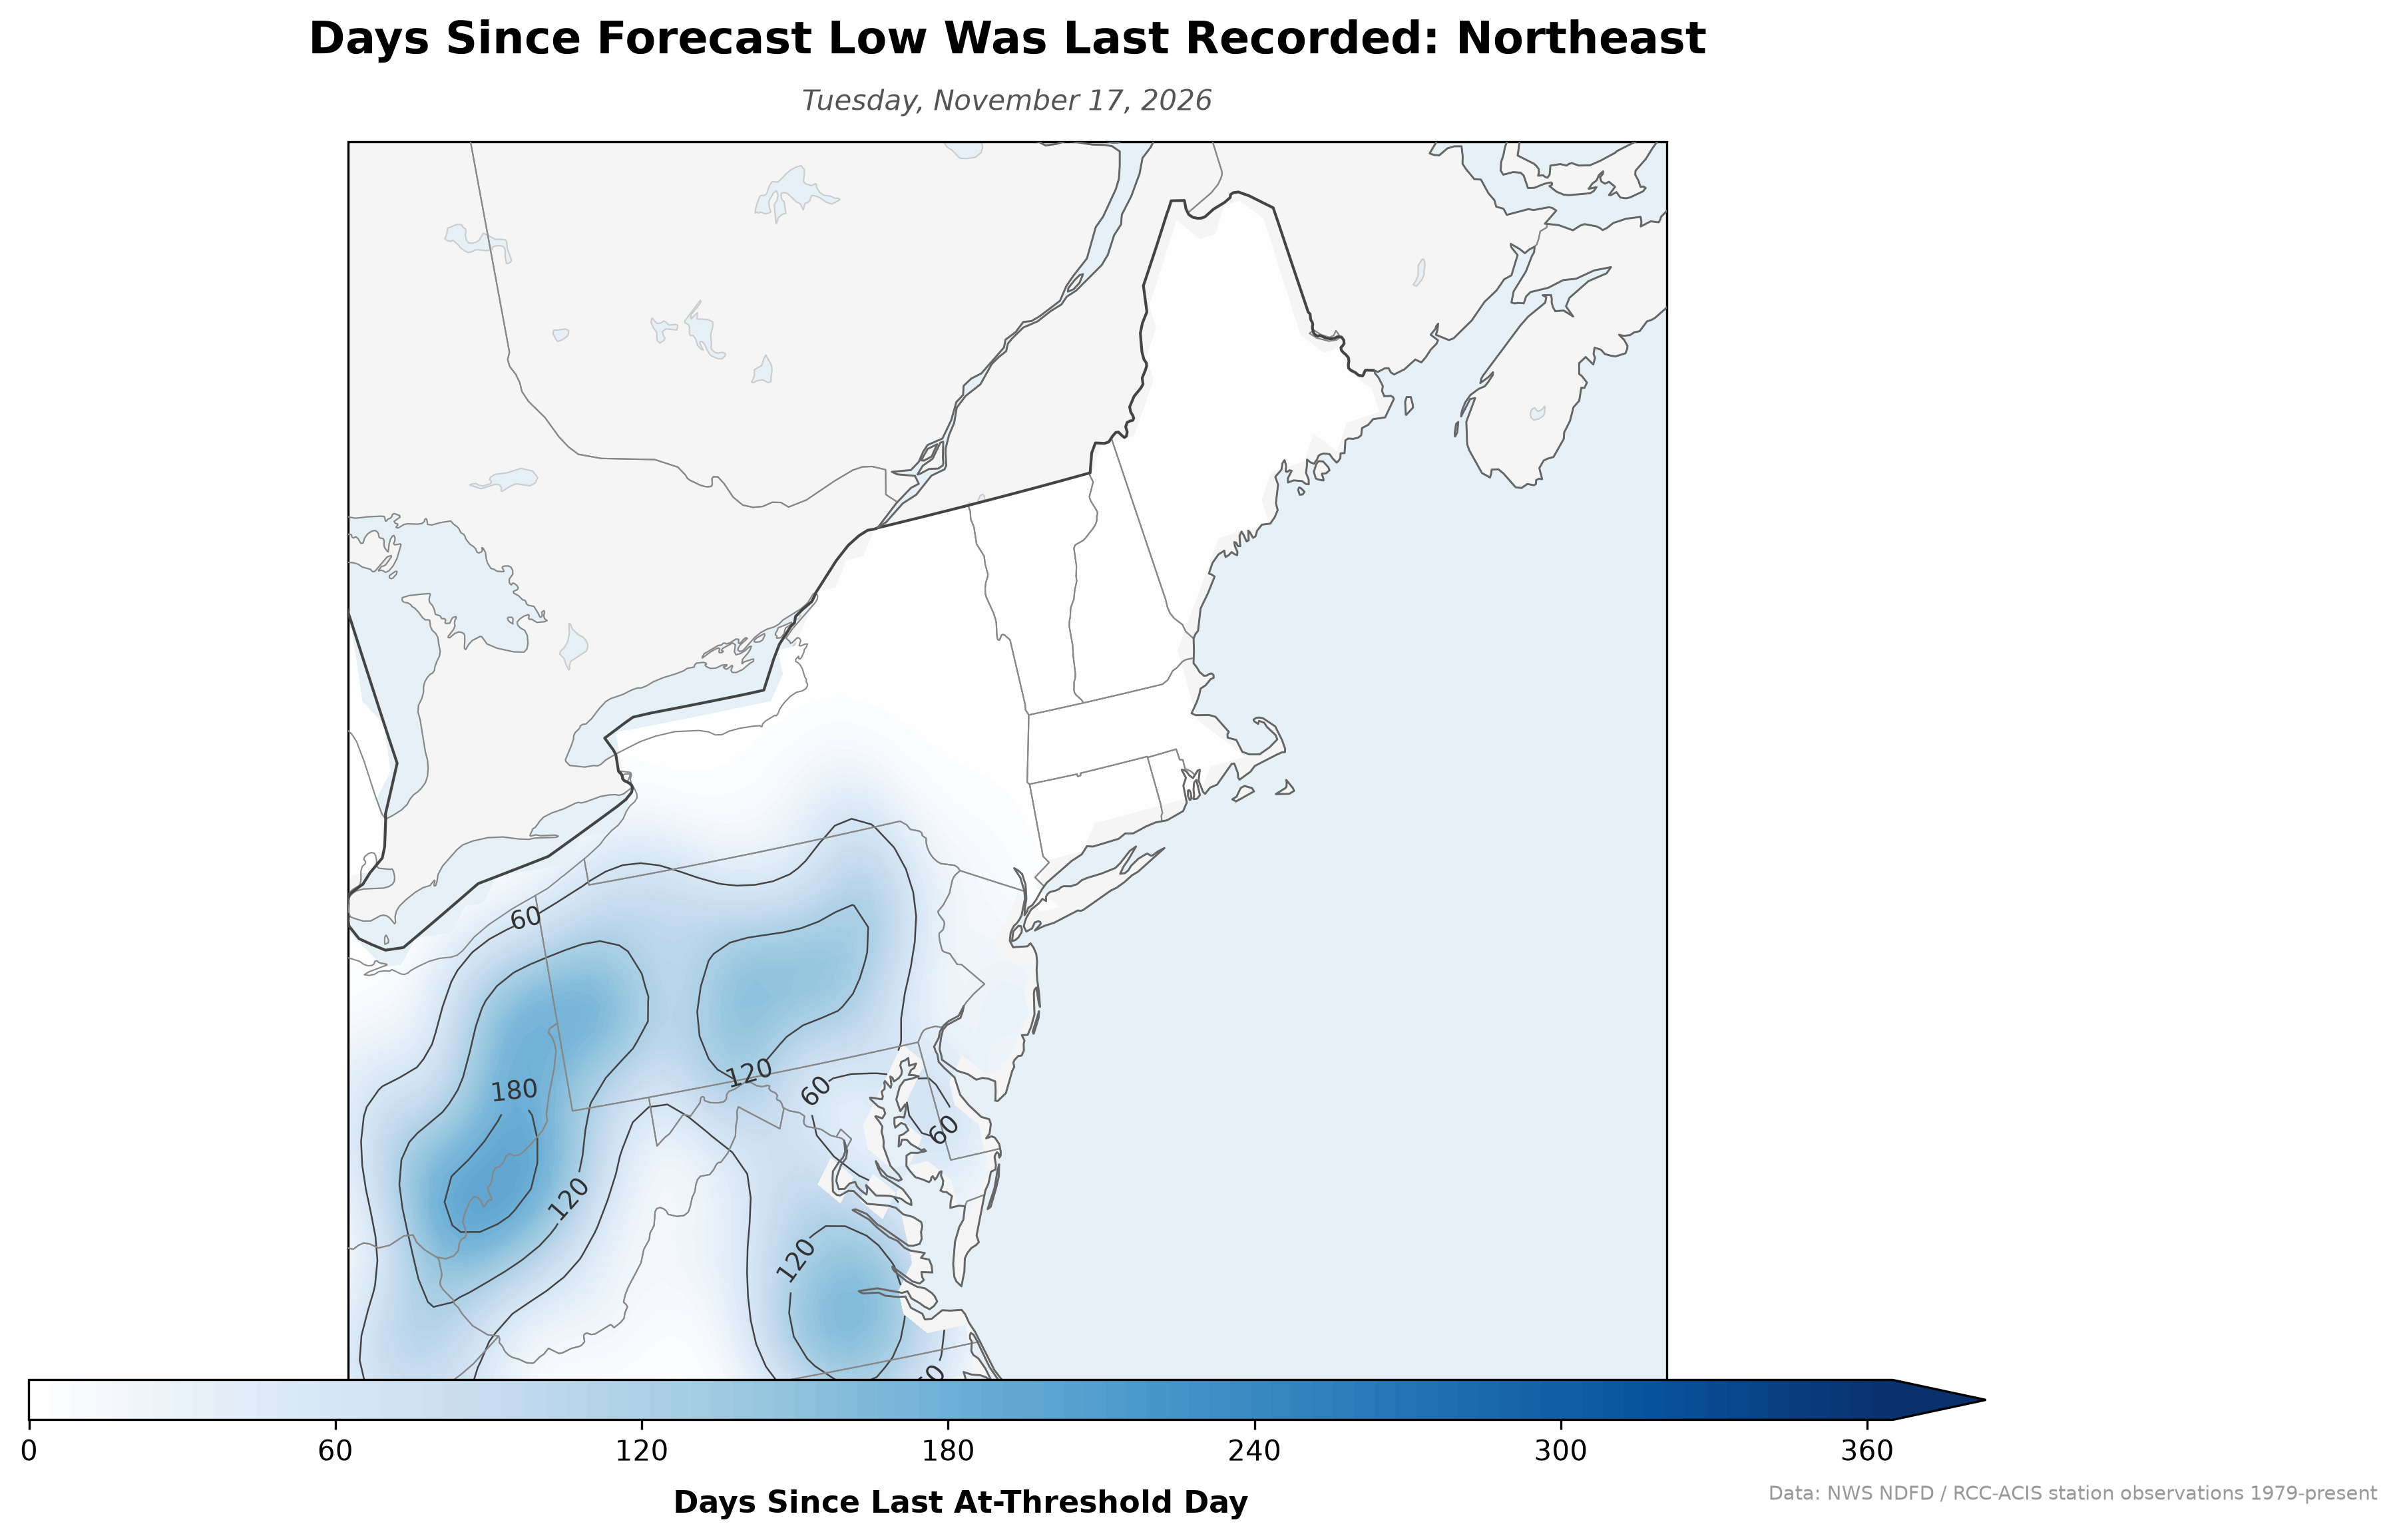 Days Since Forecast Low Was Last Recorded: Northeast
Tuesday, November 17, 2026
60
180
120
60
60
120
120
0 60 120 180 240 300 360
Days Since Last At-Threshold Day
Data: NWS NDFD / RCC-ACIS station observations 1979-present